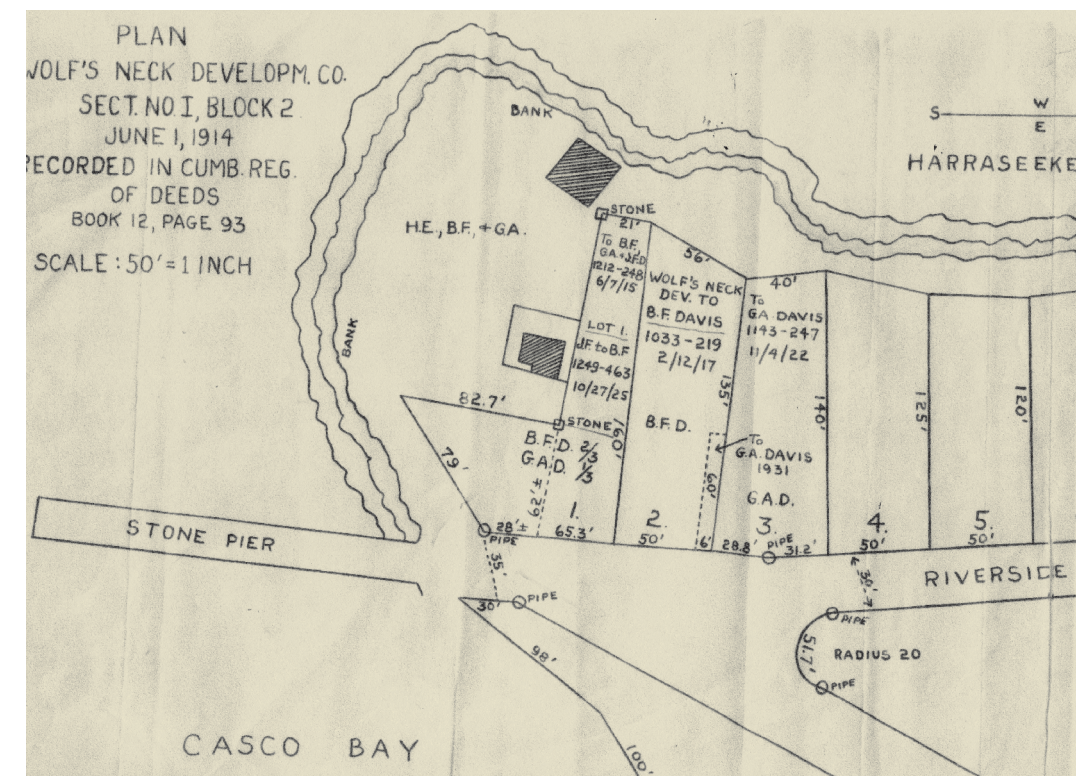 PLAN
WOLF'S NECK DEVELOPM. CO.
SECT. NO. I, BLOCK 2
JUNE 1, 1914
RECORDED IN CUMB. REG.
OF DEEDS
BOOK 12, PAGE 93
SCALE: 50' = 1 INCH
BANK
S
W
E
HARRASEEKE
STONE
21'
H.E., B.F., + G.A.
To B.F.,
G.A. + J.F.D
1212-248
6/7/15
56'
WOLF'S NECK
DEV. TO
B.F. DAVIS
1033-219
2/12/17
40'
To
G.A. DAVIS
1143-247
11/4/22
BANK
LOT 1.
J.F. to B.F
1249-463
10/27/25
135'
140'
125'
120'
82.7'
STONE
160'
B.F.D. 2/3
G.A.D. 1/3
B.F.D.
To
G.A. DAVIS
1931
79'
60'
G.A.D.
STONE PIER
1.
2.
3.
4.
5.
28'±
65.3'
50'
6'
28.8'
PIPE
31.2'
50'
50'
PIPE
35'
30'
RIVERSIDE
30'
PIPE
PIPE
98'
51.7'
RADIUS 20
PIPE
CASCO BAY
100'